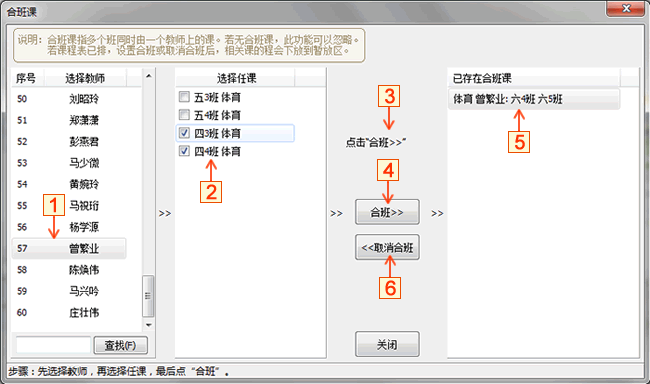 合班课
说明：合班课指多个班同时由一个教师上的课。若无合班课，此功能可以忽略。
若课程表已排，设置合班或取消合班后，相关课的程会下放到暂放区。
序号 选择教师
50 刘昭玲
51 郑潇潇
52 彭燕君
53 马少微
54 黄婉玲
55 马祝珩
56 杨学源
57 曾繁业
58 陈焕伟
59 马兴吟
60 庄壮伟
查找(F)
1
>>
选择任课
五3班 体育
五4班 体育
四3班 体育
四4班 体育
2
>>
3
点击“合班>>”
4
合班>>
<<取消合班
6
关闭
>>
已存在合班课
体育 曾繁业: 六4班 六5班
5
步骤：先选择教师，再选择任课，最后点“合班”。